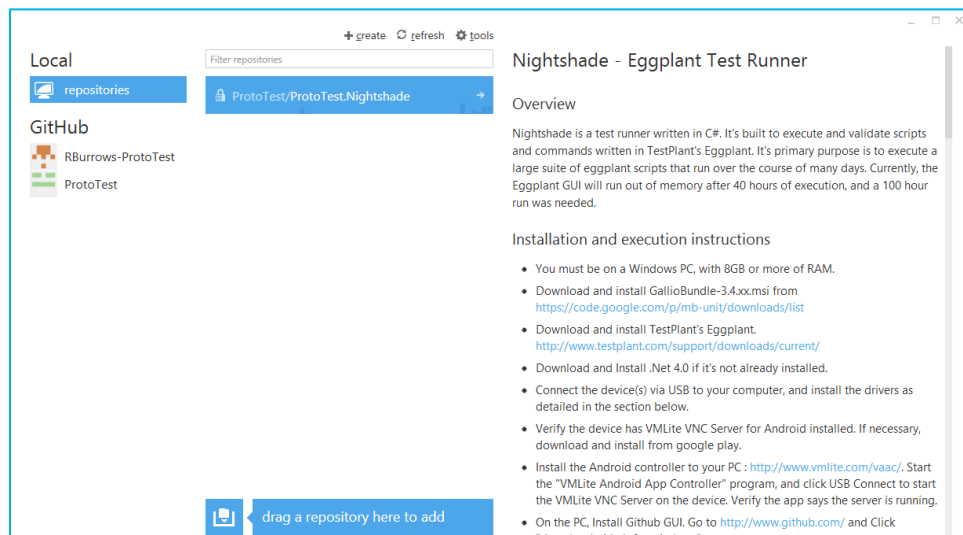 create refresh tools
Local
repositories
GitHub
RBurrows-ProtoTest
ProtoTest
Filter repositories
ProtoTest/ProtoTest.Nightshade
drag a repository here to add
Nightshade - Eggplant Test Runner
Overview
Nightshade is a test runner written in C#. It's built to execute and validate scripts
and commands written in TestPlant's Eggplant. It's primary purpose is to execute a
large suite of eggplant scripts that run over the course of many days. Currently, the
Eggplant GUI will run out of memory after 40 hours of execution, and a 100 hour
run was needed.
Installation and execution instructions
• You must be on a Windows PC, with 8GB or more of RAM.
• Download and install GallioBundle-3.4.xx.msi from
https://code.google.com/p/mb-unit/downloads/list
• Download and install TestPlant's Eggplant.
http://www.testplant.com/support/downloads/current/
• Download and Install .Net 4.0 if it's not already installed.
• Connect the device(s) via USB to your computer, and install the drivers as
detailed in the section below.
• Verify the device has VMLite VNC Server for Android installed. If necessary,
download and install from google play.
• Install the Android controller to your PC : http://www.vmlite.com/vaac/. Start
the "VMLite Android App Controller" program, and click USB Connect to start
the VMLite VNC Server on the device. Verify the app says the server is running.
• On the PC, Install Github GUI. Go to http://www.github.com/ and Click